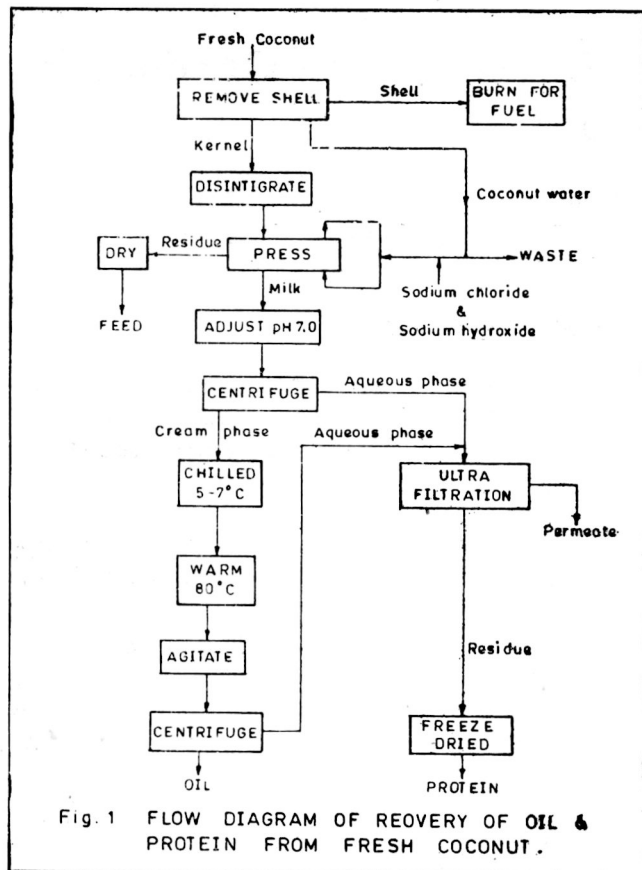 Fresh Coconut
REMOVE SHELL
Shell
BURN FOR
FUEL
Kernel
Coconut water
DISINTIGRATE
DRY
Residue
PRESS
WASTE
Milk
Sodium chloride
&
Sodium hydroxide
FEED
ADJUST pH 7.0
CENTRIFUGE
Aqueous phase
Cream phase
Aqueous phase
CHILLED
5-7°C
ULTRA
FILTRATION
Permeate
WARM
80°C
AGITATE
Residue
CENTRIFUGE
FREEZE
DRIED
OIL
PROTEIN
Fig. 1 FLOW DIAGRAM OF REOVERY OF OIL &
PROTEIN FROM FRESH COCONUT.